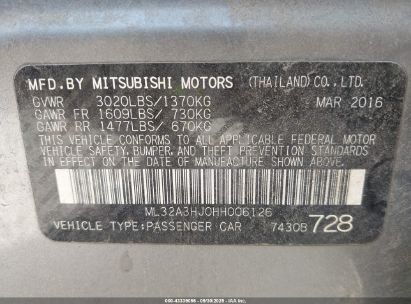 MFD.BY MITSUBISHI MOTORS (THAILAND) CO., LTD.
GVWR 3020LBS/1370KG MAR 2016
GAWR FR 1609LBS/ 730KG
GAWR RR 1477LBS/ 670KG
THIS VEHICLE CONFORMS TO ALL APPLICABLE FEDERAL MOTOR
VEHICLE SAFETY, BUMPER, AND THEFT PREVENTION STANDARDS
IN EFFECT ON THE DATE OF MANUFACTURE SHOWN ABOVE.
ML32A3HJ0HH006126
VEHICLE TYPE:PASSENGER CAR 7430B 728